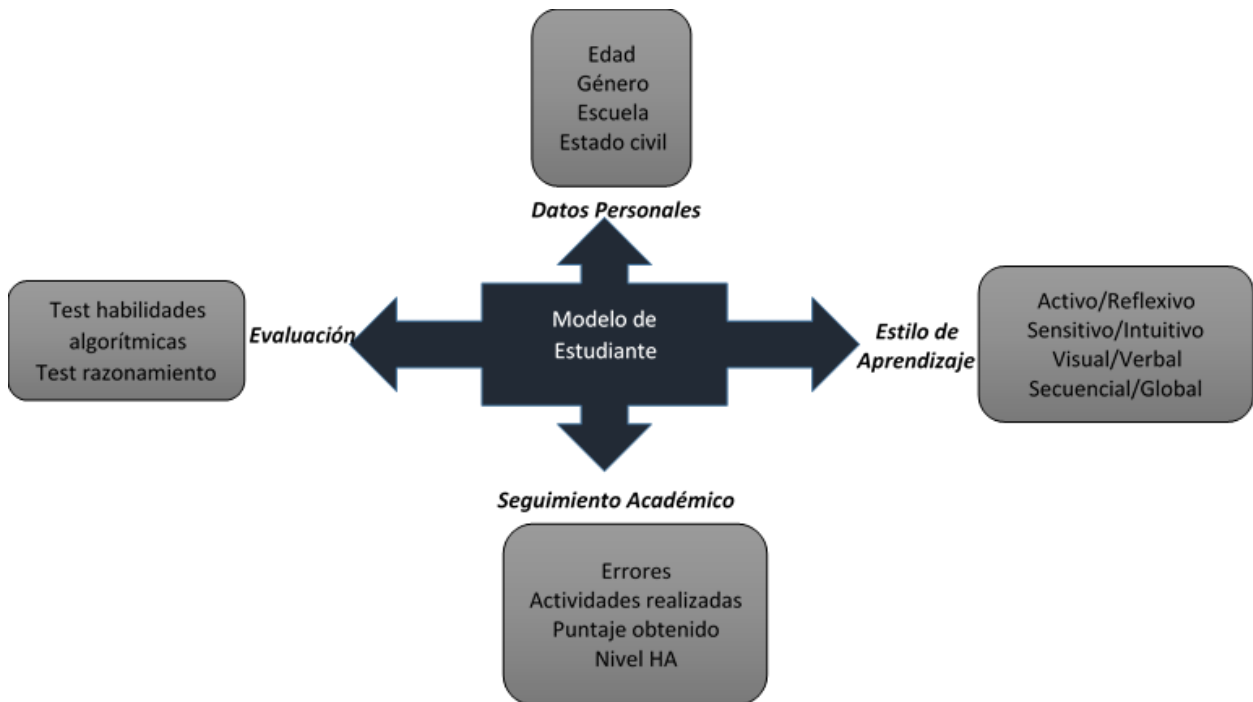 Edad
Género
Escuela
Estado civil
Datos Personales
Test habilidades
algorítmicas
Test razonamiento
Evaluación
Modelo de
Estudiante
Estilo de
Aprendizaje
Activo/Reflexivo
Sensitivo/Intuitivo
Visual/Verbal
Secuencial/Global
Seguimiento Académico
Errores
Actividades realizadas
Puntaje obtenido
Nivel HA